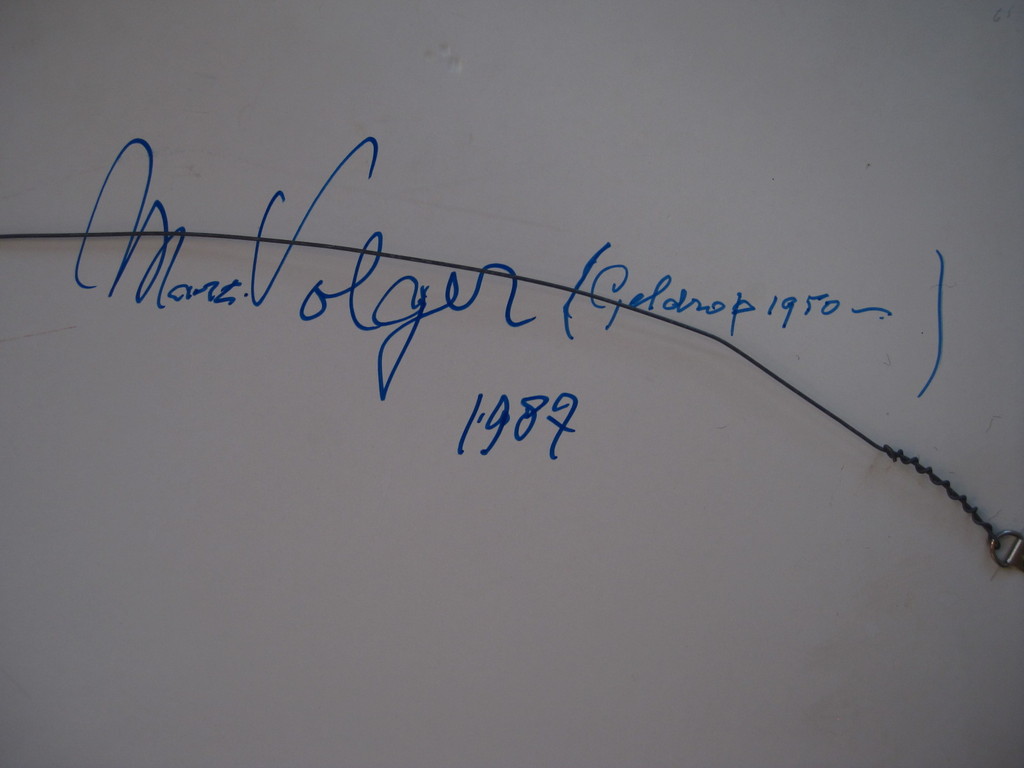 Marc. Volger (Geldrop 1950 – )
1987